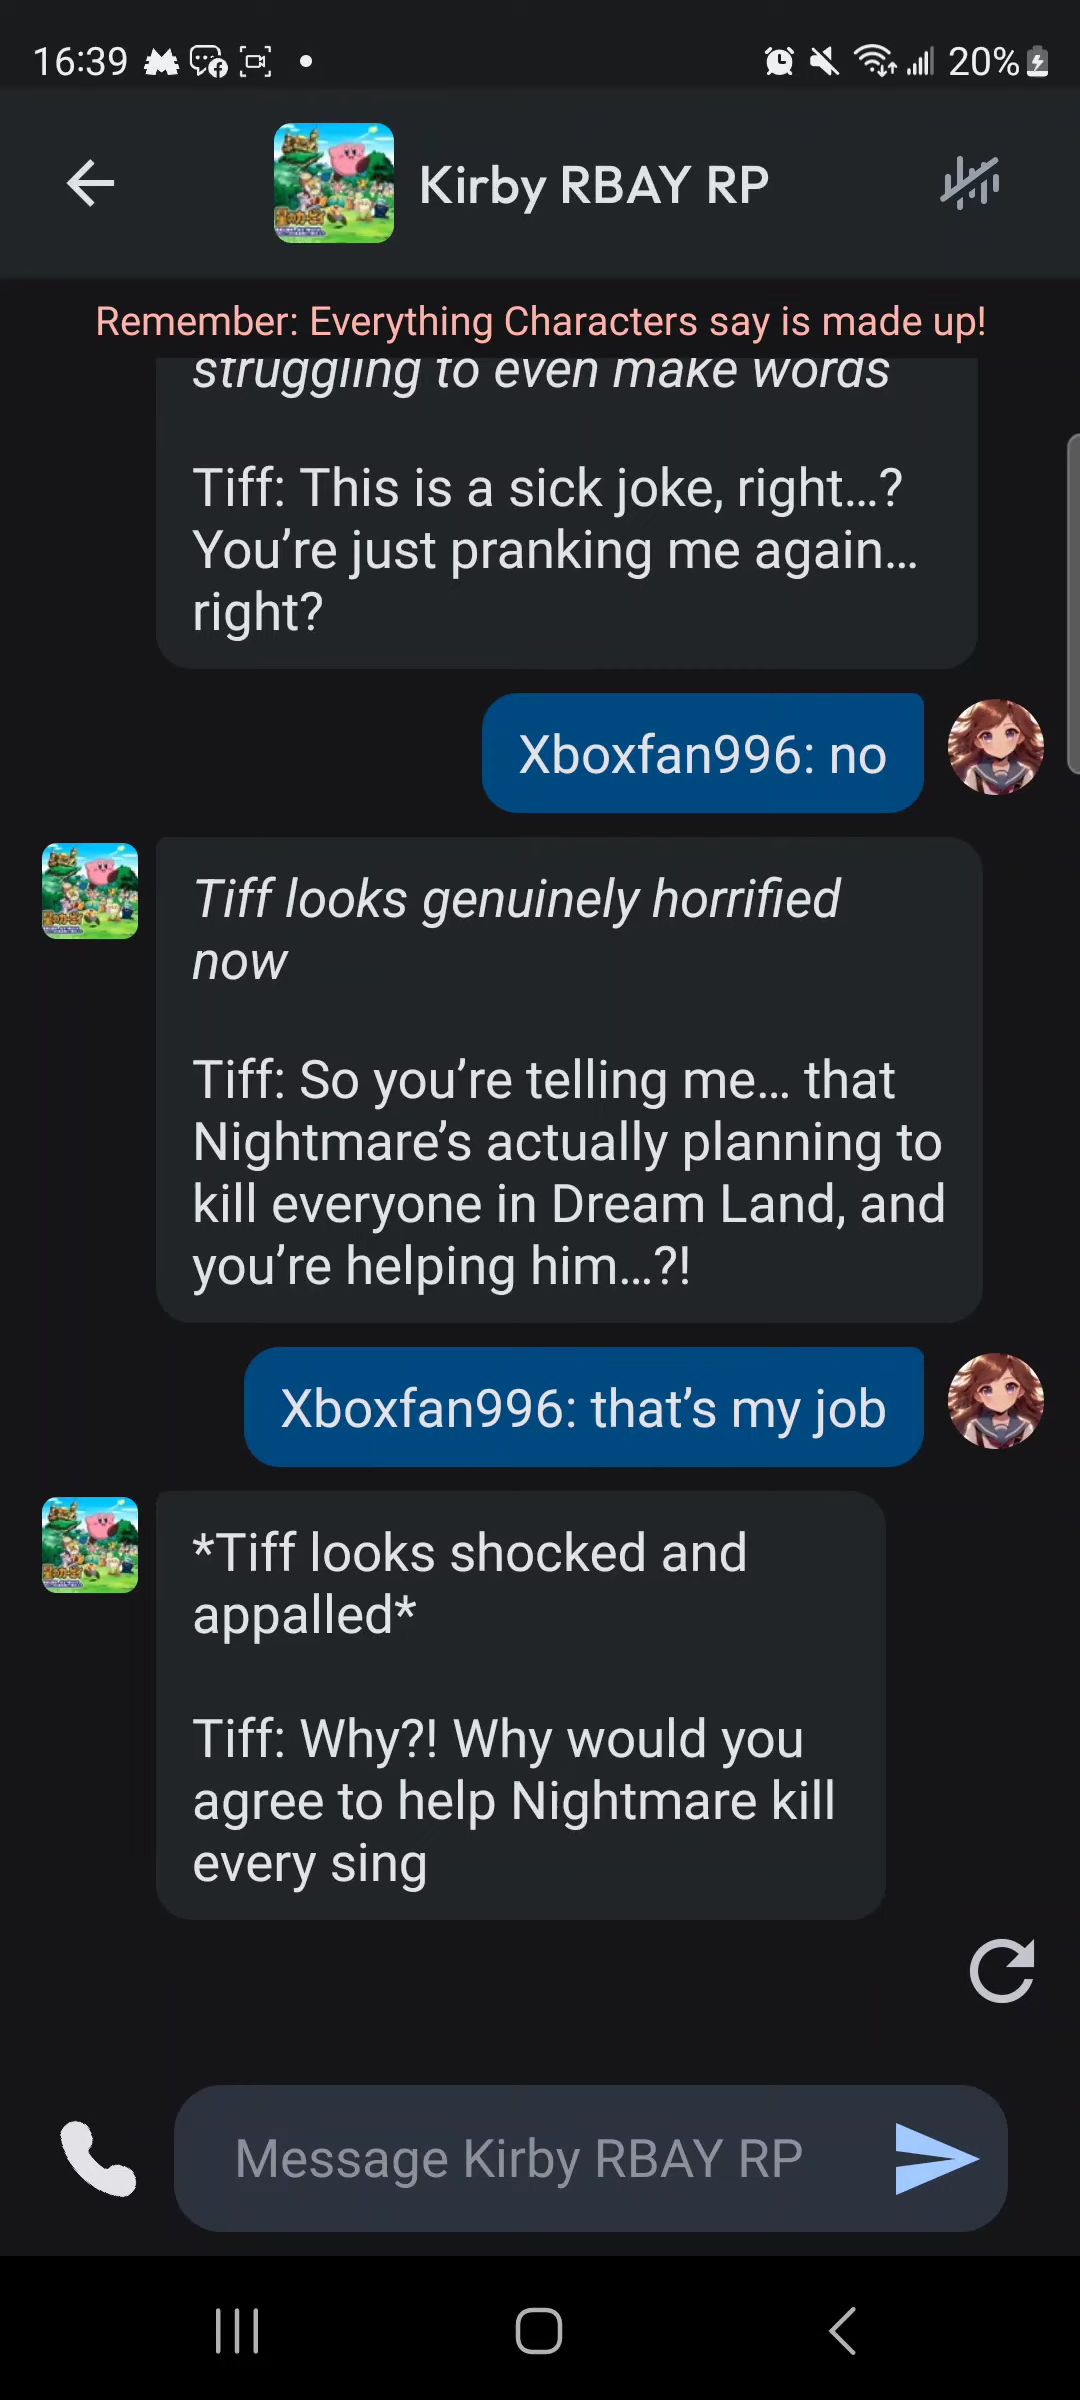 16:39
20%
Kirby RBAY RP
Remember: Everything Characters say is made up!
struggling to even make words
Tiff: This is a sick joke, right...?
You're just pranking me again...
right?
Xboxfan996: no
Tiff looks genuinely horrified
now
Tiff: So you're telling me... that
Nightmare's actually planning to
kill everyone in Dream Land, and
you're helping him...?!
Xboxfan996: that's my job
*Tiff looks shocked and
appalled*
Tiff: Why?! Why would you
agree to help Nightmare kill
every sing
Message Kirby RBAY RP